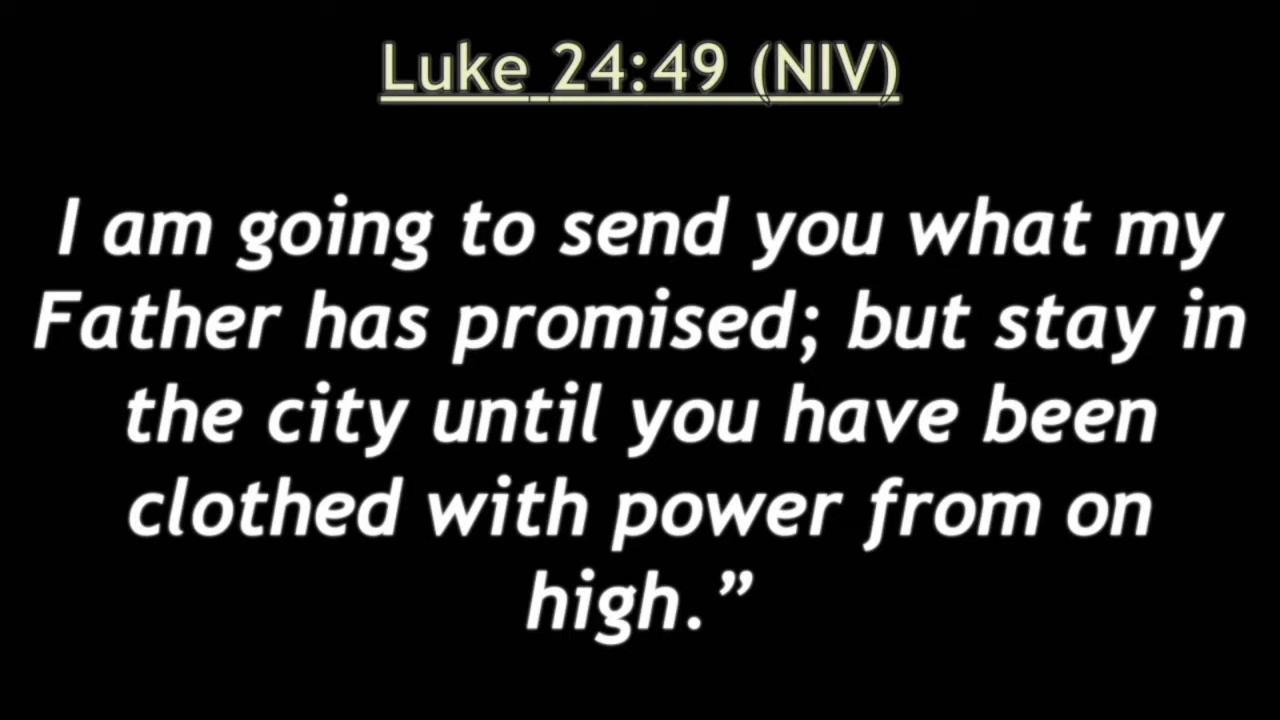 Luke 24:49 (NIV)
I am going to send you what my
Father has promised; but stay in
the city until you have been
clothed with power from on
high.”